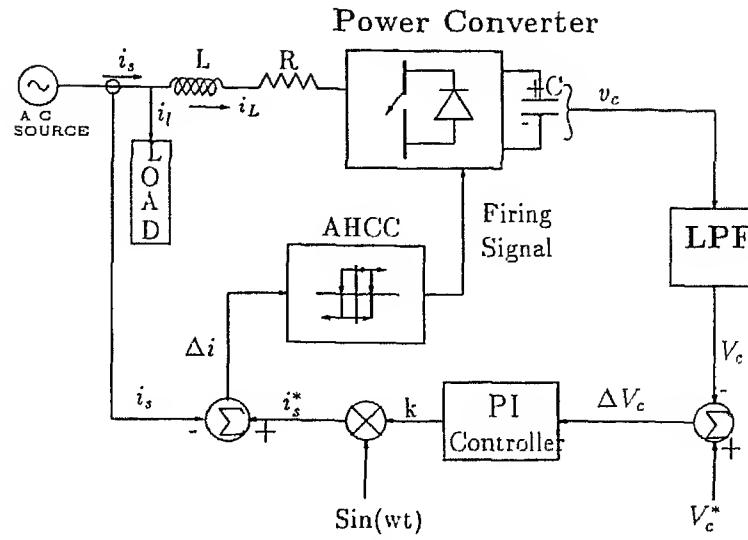 Power Converter
i_s
L
R
A C
SOURCE
i_l
i_L
+
C
-
v_c
L
O
A
D
Firing
Signal
AHCC
LPF
Δi
V_c
i_s
-
Σ
+
i_s^*
k
PI
Controller
ΔV_c
-
Σ
+
Sin(wt)
V_c^*